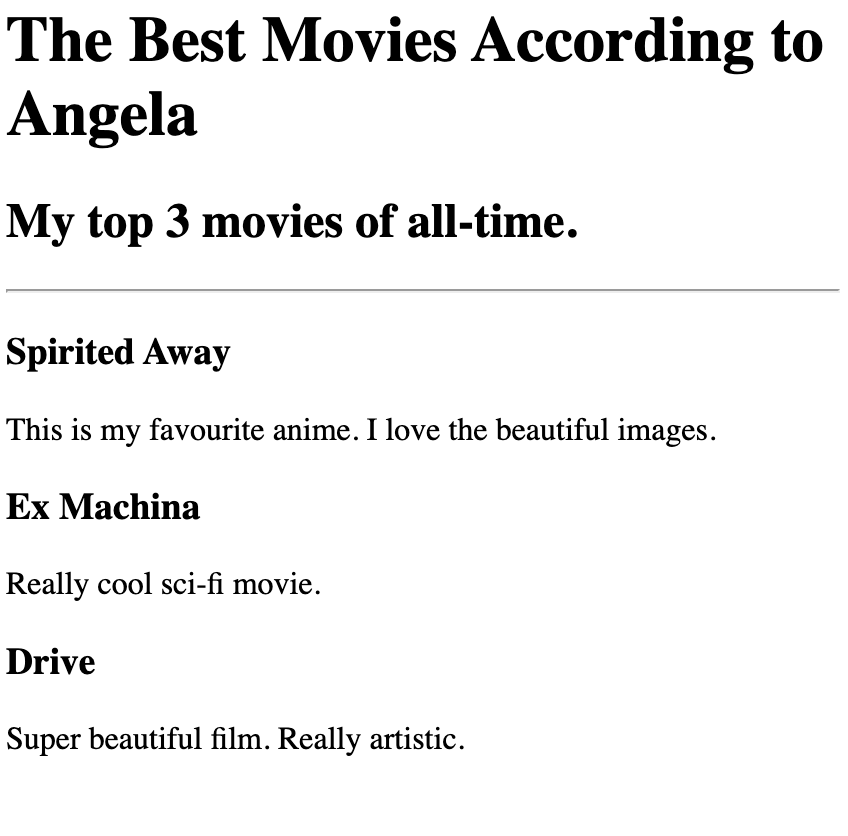 The Best Movies According to
Angela
My top 3 movies of all-time.
Spirited Away
This is my favourite anime. I love the beautiful images.
Ex Machina
Really cool sci-fi movie.
Drive
Super beautiful film. Really artistic.